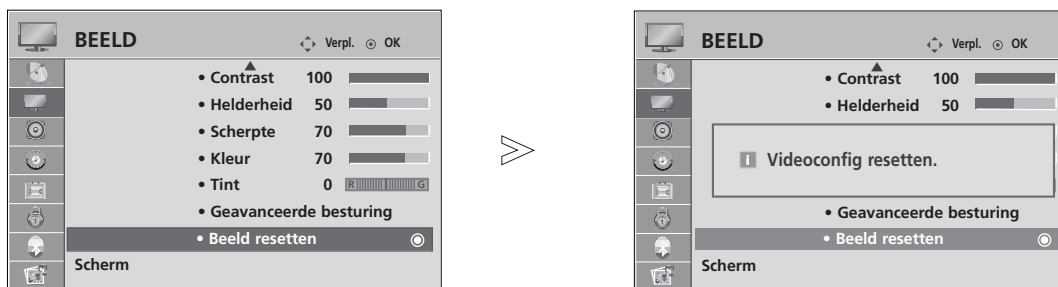 BEELD
Verpl. OK
• Contrast 100
• Helderheid 50
• Scherpte 70
• Kleur 70
• Tint 0 R G
• Geavanceerde besturing
• Beeld resetten
Scherm
BEELD
Verpl. OK
• Contrast 100
• Helderheid 50
i Videoconfig resetten.
• Geavanceerde besturing
• Beeld resetten
Scherm